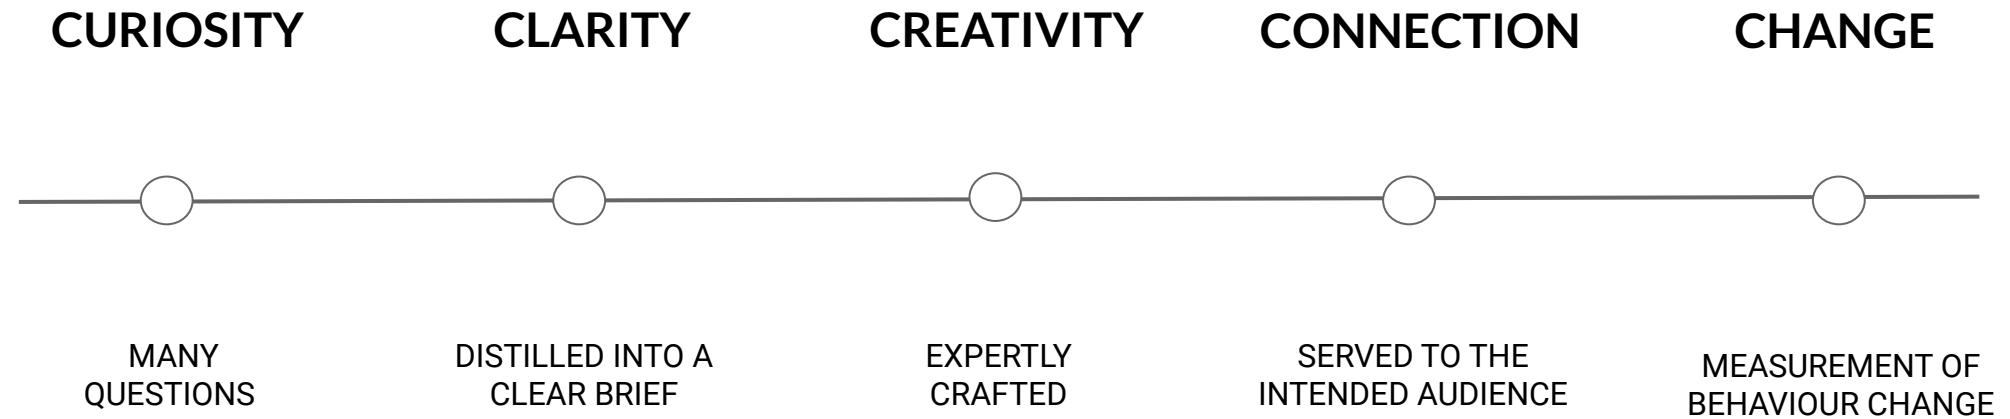 CURIOSITY
CLARITY
CREATIVITY
CONNECTION
CHANGE
MANY
QUESTIONS
DISTILLED INTO A
CLEAR BRIEF
EXPERTLY
CRAFTED
SERVED TO THE
INTENDED AUDIENCE
MEASUREMENT OF
BEHAVIOUR CHANGE